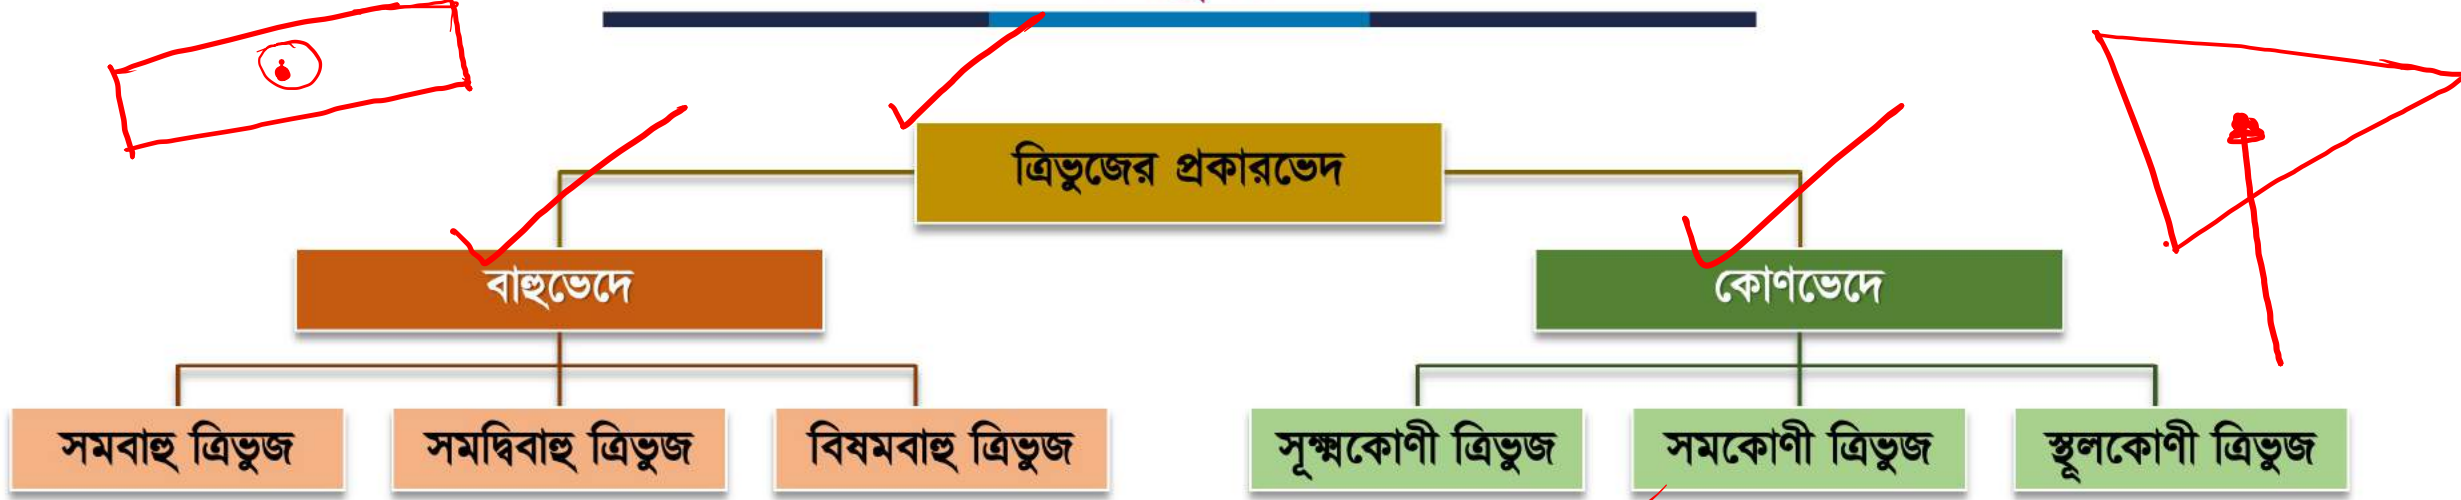 ত্রিভুজের প্রকারভেদ
বাহুভেদে
কোণভেদে
সমবাহু ত্রিভুজ
সমদ্বিবাহু ত্রিভুজ
বিষমবাহু ত্রিভুজ
সূক্ষ্মকোণী ত্রিভুজ
সমকোণী ত্রিভুজ
স্থূলকোণী ত্রিভুজ